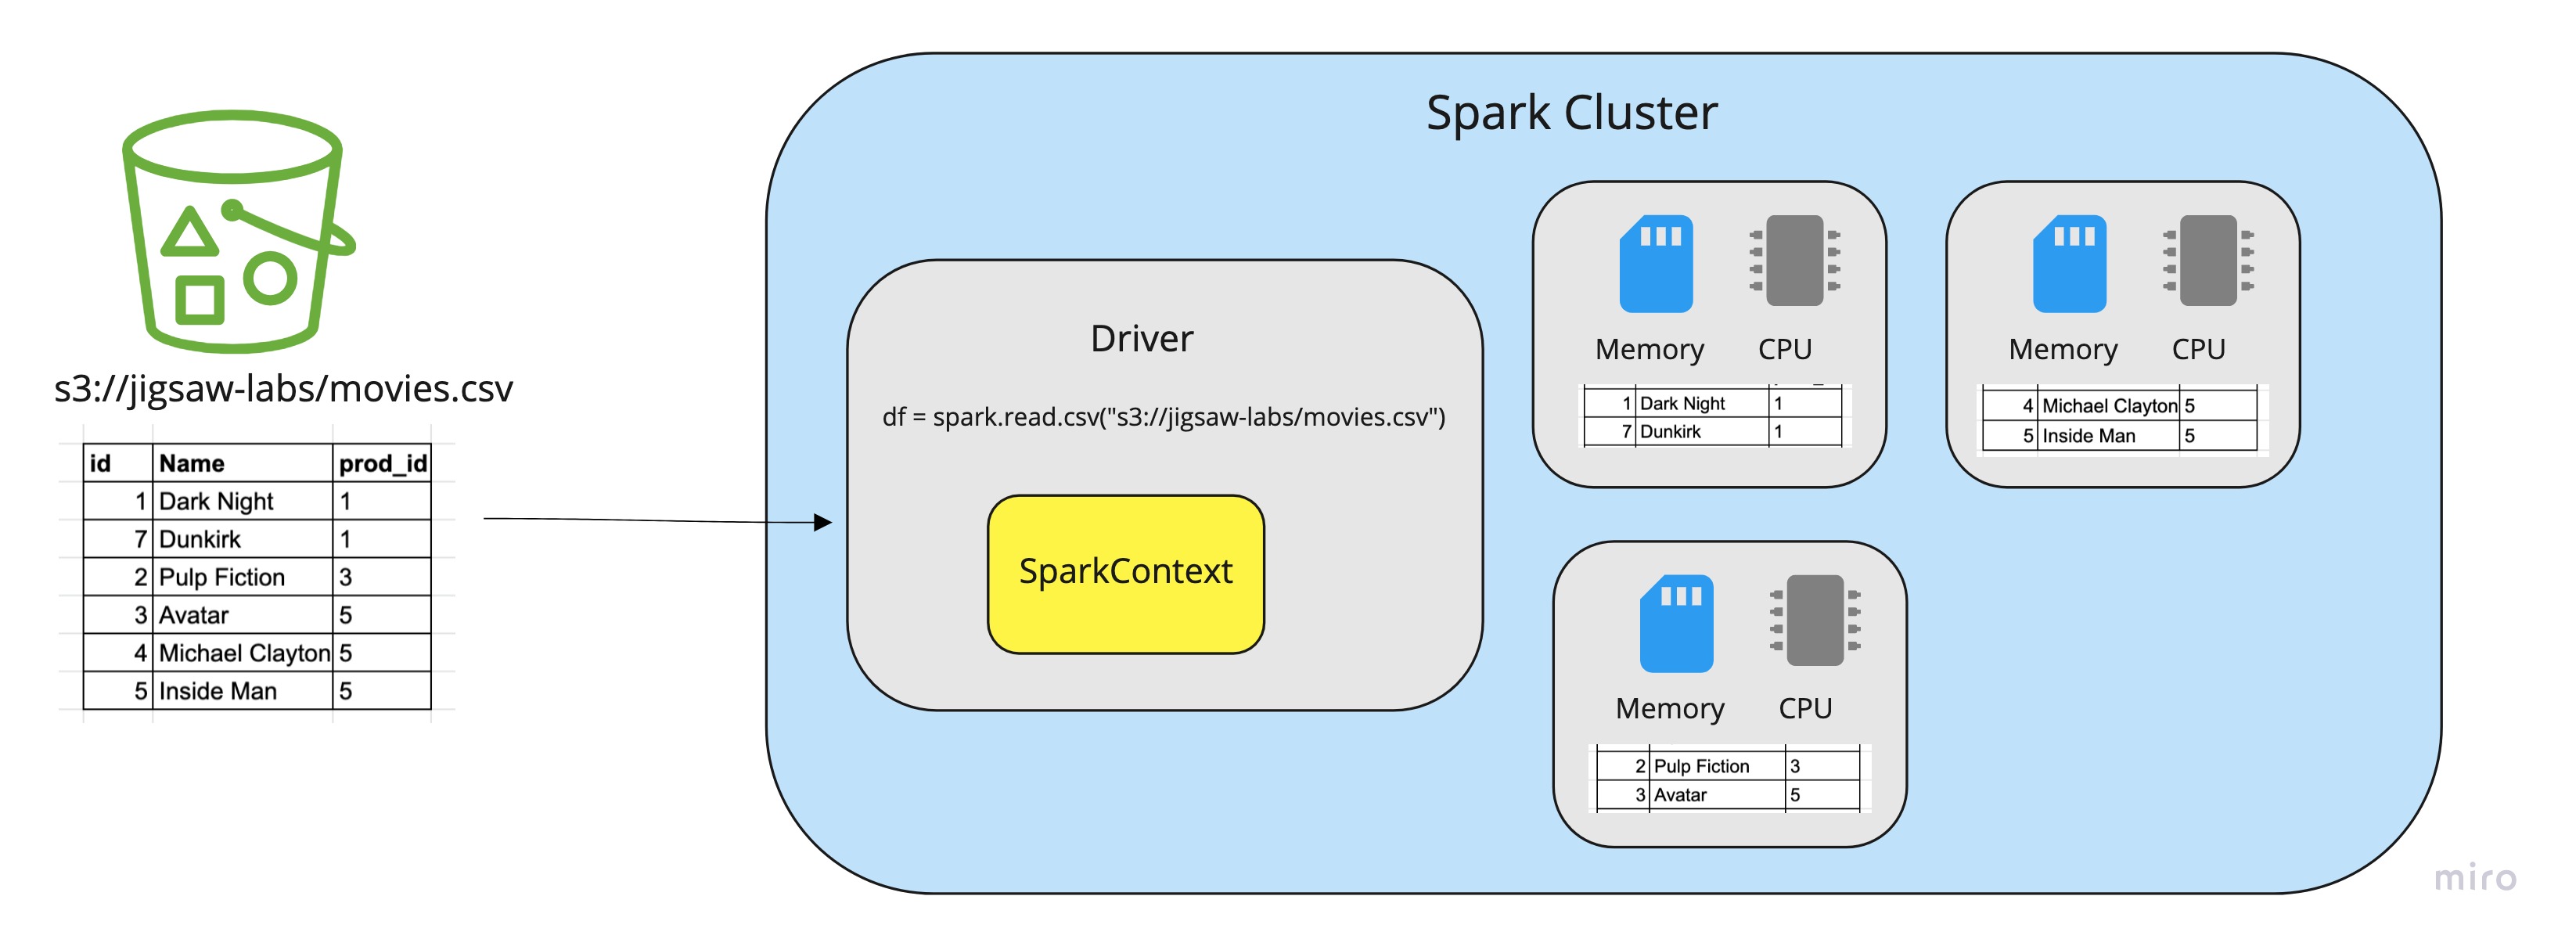 Spark Cluster
s3://jigsaw-labs/movies.csv
id Name prod_id
1 Dark Night 1
7 Dunkirk 1
2 Pulp Fiction 3
3 Avatar 5
4 Michael Clayton 5
5 Inside Man 5
Driver
df = spark.read.csv("s3://jigsaw-labs/movies.csv")
SparkContext
Memory CPU
1 Dark Night 1
7 Dunkirk 1
Memory CPU
4 Michael Clayton 5
5 Inside Man 5
Memory CPU
2 Pulp Fiction 3
3 Avatar 5
miro